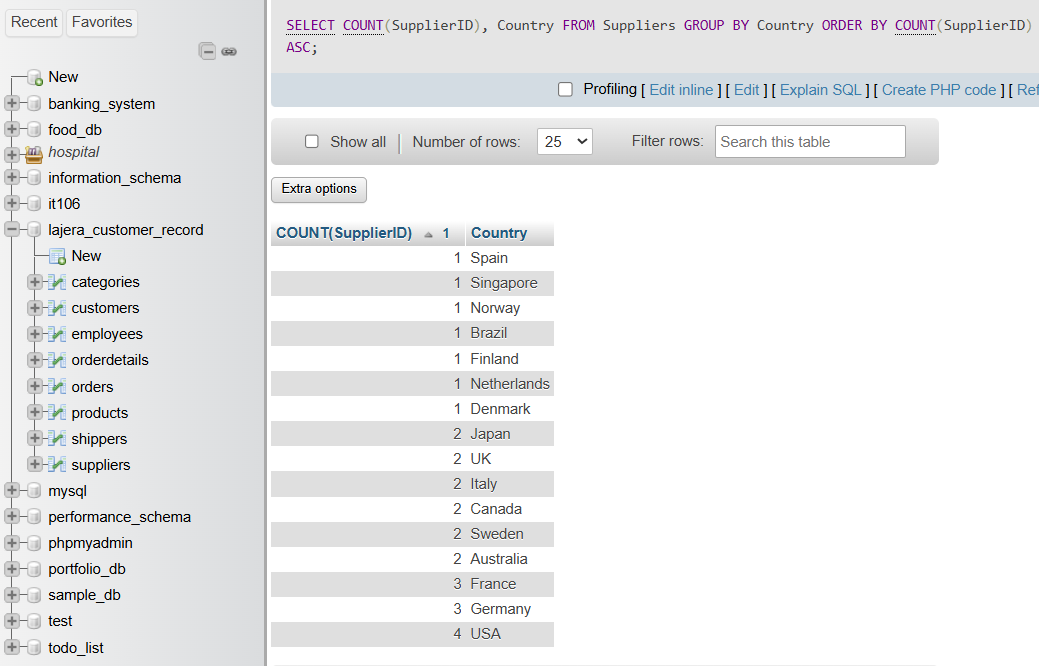 Recent Favorites
New
banking_system
food_db
hospital
information_schema
it106
lajera_customer_record
New
categories
customers
employees
orderdetails
orders
products
shippers
suppliers
mysql
performance_schema
phpmyadmin
portfolio_db
sample_db
test
todo_list
SELECT COUNT(SupplierID), Country FROM Suppliers GROUP BY Country ORDER BY COUNT(SupplierID)
ASC;
Profiling [ Edit inline ] [ Edit ] [ Explain SQL ] [ Create PHP code ] [ Ref
Show all Number of rows: 25 Filter rows: Search this table
Extra options
COUNT(SupplierID) 1 Country
1 Spain
1 Singapore
1 Norway
1 Brazil
1 Finland
1 Netherlands
1 Denmark
2 Japan
2 UK
2 Italy
2 Canada
2 Sweden
2 Australia
3 France
3 Germany
4 USA